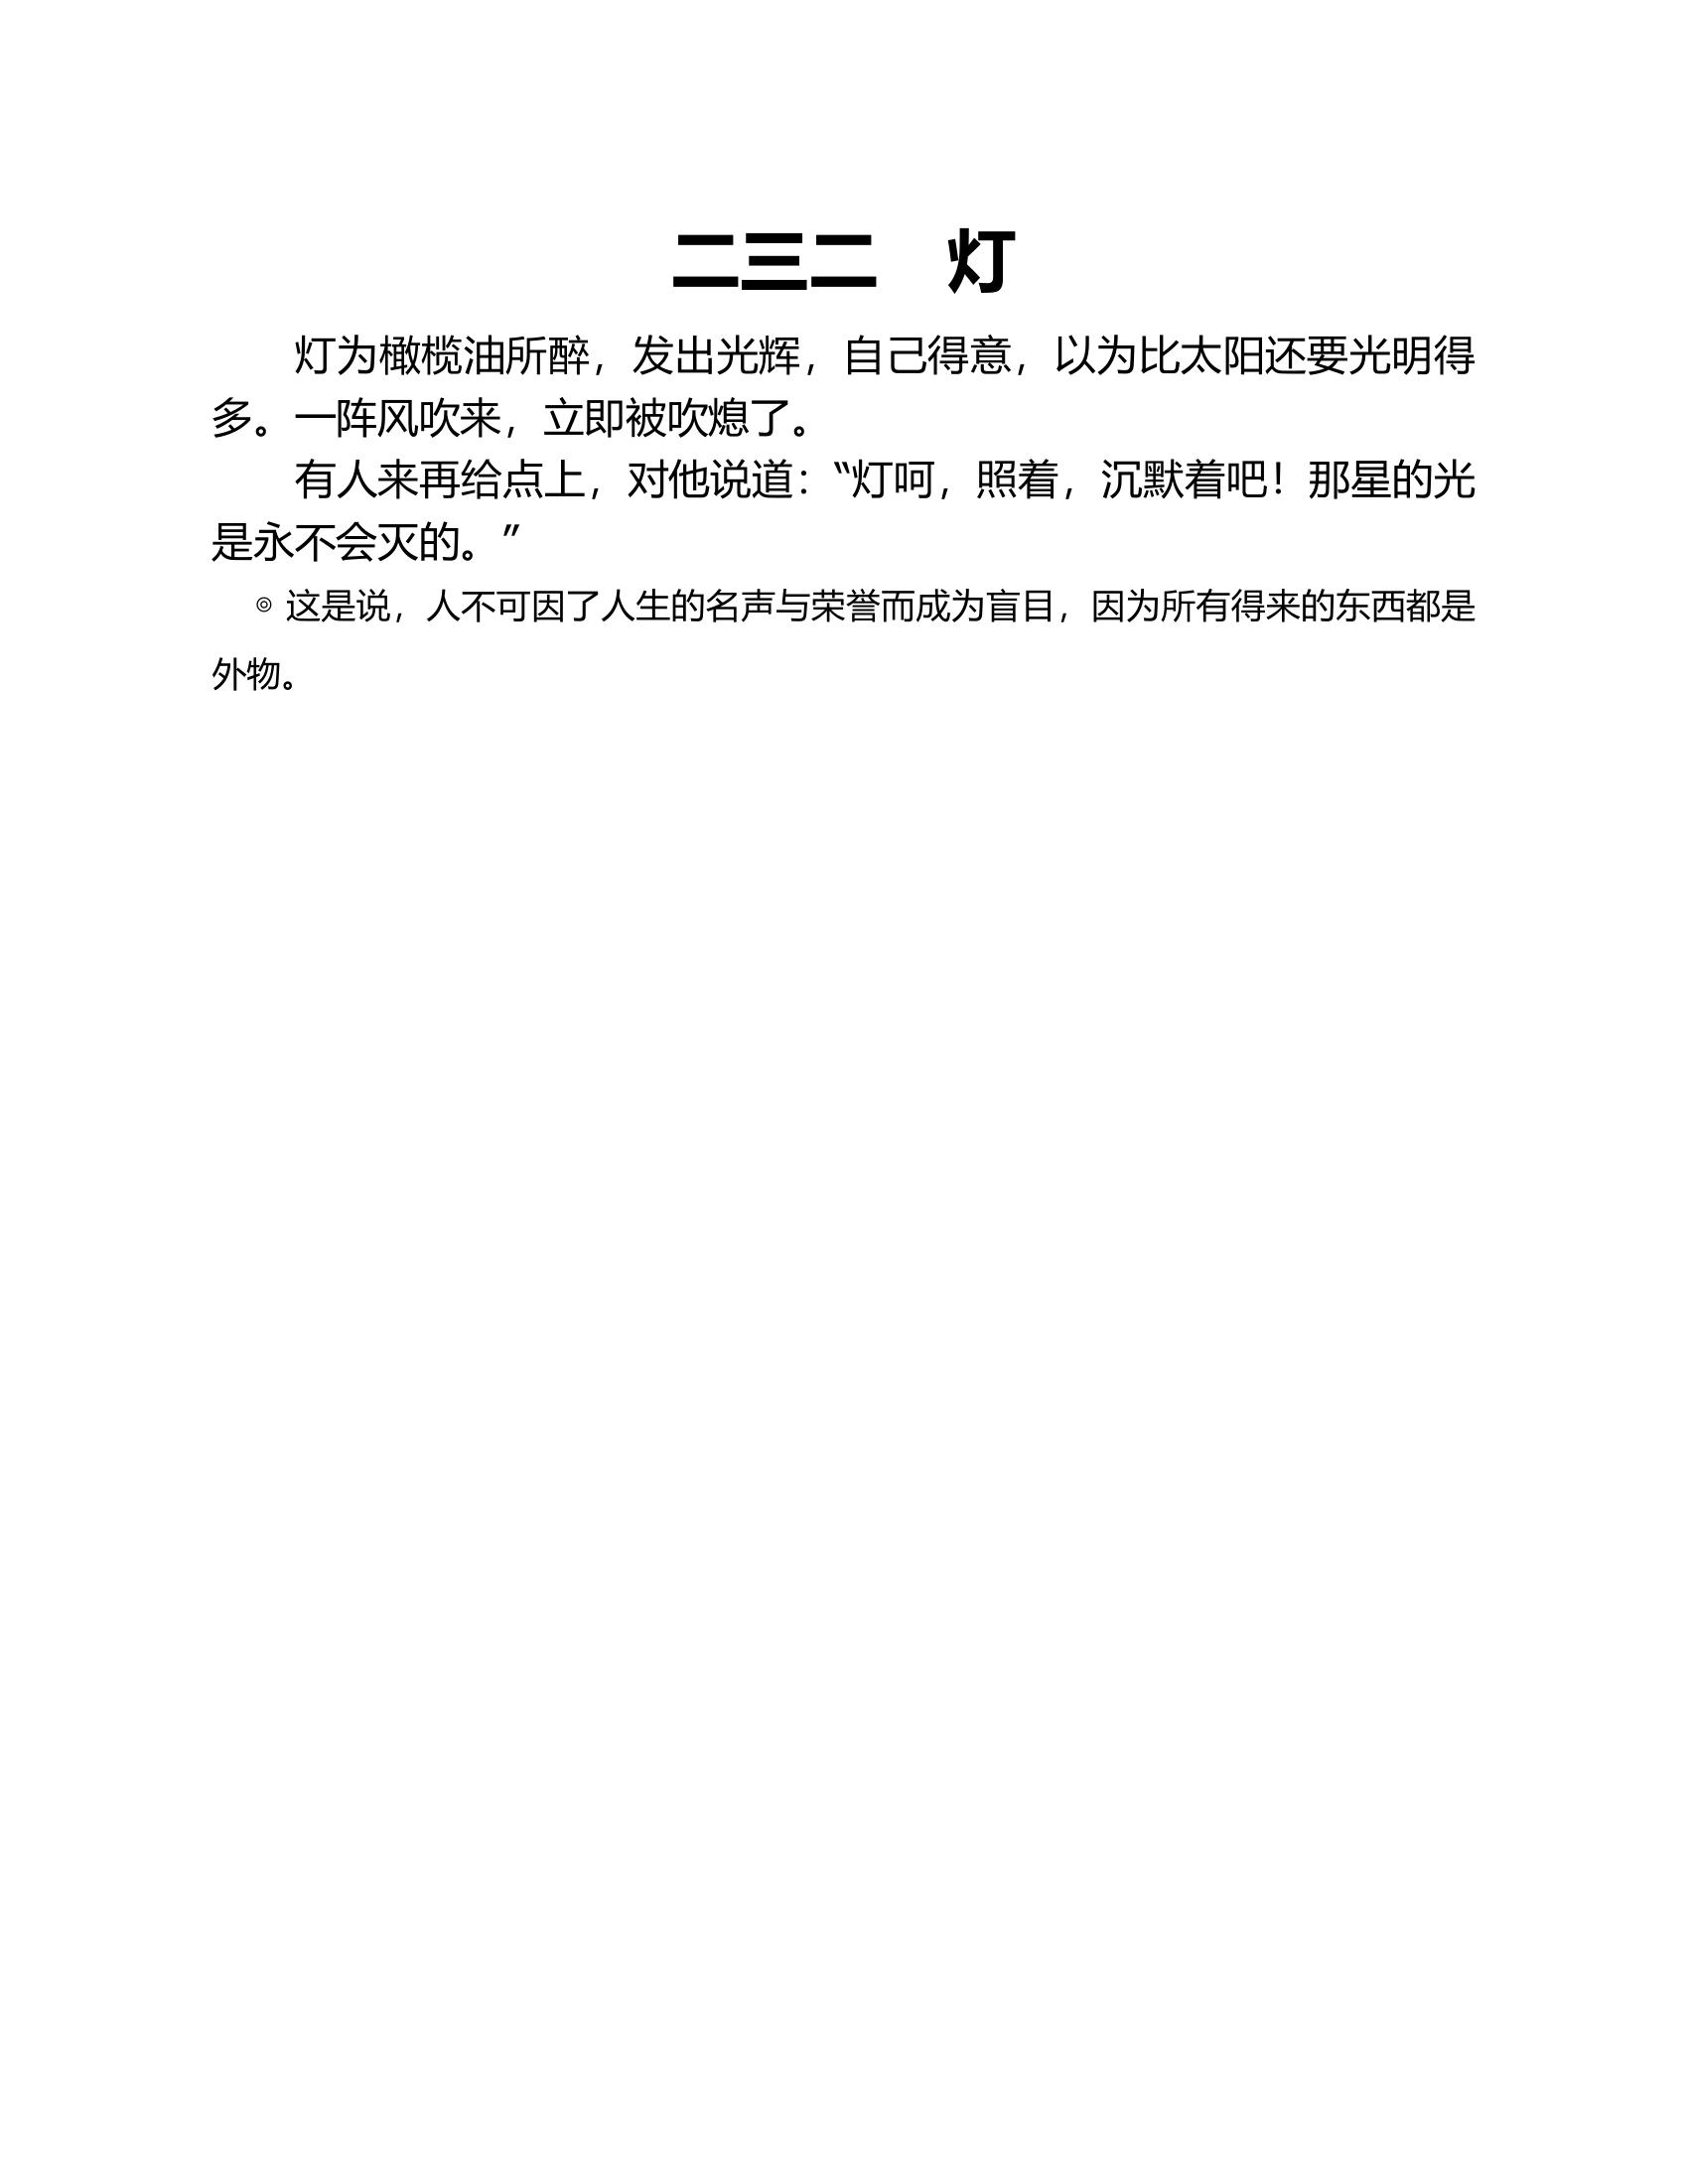 二三二　灯
灯为橄榄油所醉，发出光辉，自己得意，以为比太阳还要光明得
多。一阵风吹来，立即被吹熄了。
有人来再给点上，对他说道：“灯呵，照着，沉默着吧！那星的光
是永不会灭的。”
◎ 这是说，人不可因了人生的名声与荣誉而成为盲目，因为所有得来的东西都是
外物。